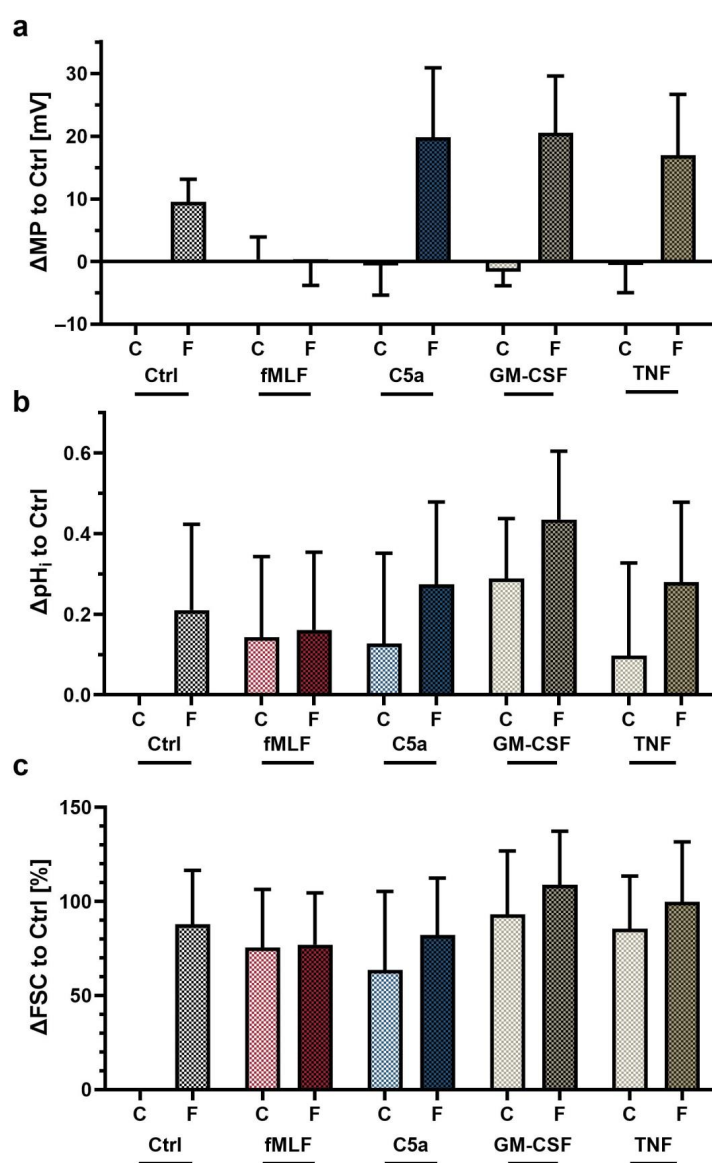 a
ΔMP to Ctrl [mV]
30
20
10
0
–10
C F C F C F C F C F
Ctrl fMLF C5a GM-CSF TNF
b
ΔpHi to Ctrl
0.6
0.4
0.2
0.0
C F C F C F C F C F
Ctrl fMLF C5a GM-CSF TNF
c
ΔFSC to Ctrl [%]
150
100
50
0
C F C F C F C F C F
Ctrl fMLF C5a GM-CSF TNF